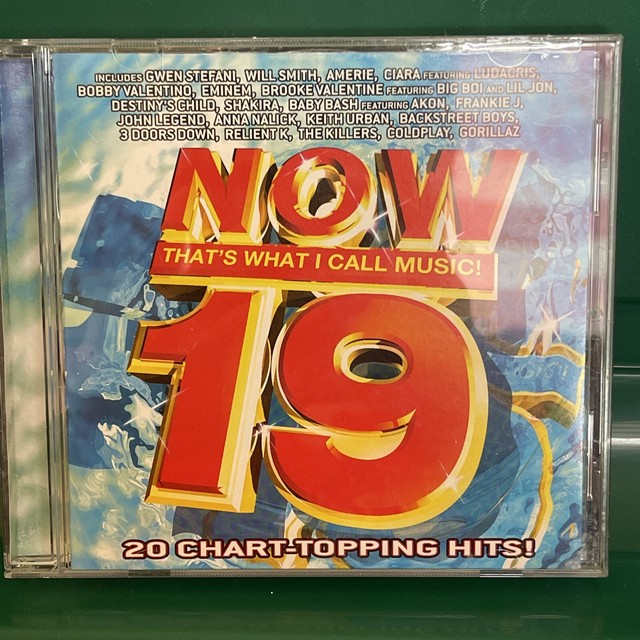 INCLUDES GWEN STEFANI, WILL SMITH, AMERIE, CIARA FEATURING LUDACRIS,
BOBBY VALENTINO, EMINEM, BROOKE VALENTINE FEATURING BIG BOI AND LIL JON,
DESTINY'S CHILD, SHAKIRA, BABY BASH FEATURING AKON, FRANKIE J,
JOHN LEGEND, ANNA NALICK, KEITH URBAN, BACKSTREET BOYS,
3 DOORS DOWN, RELIENT K, THE KILLERS, COLDPLAY, GORILLAZ
NOW
THAT'S WHAT I CALL MUSIC!
19
20 CHART-TOPPING HITS!